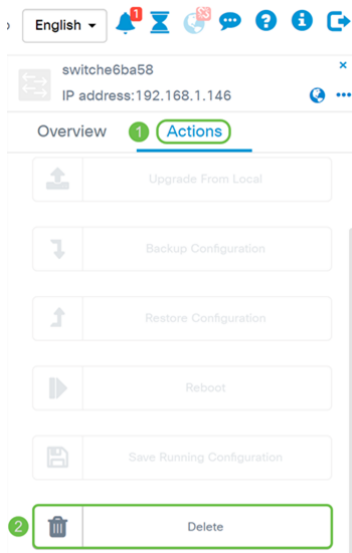 English
1
switche6ba58
IP address:192.168.1.146
Overview 1 Actions
Upgrade From Local
Backup Configuration
Restore Configuration
Reboot
Save Running Configuration
2 Delete